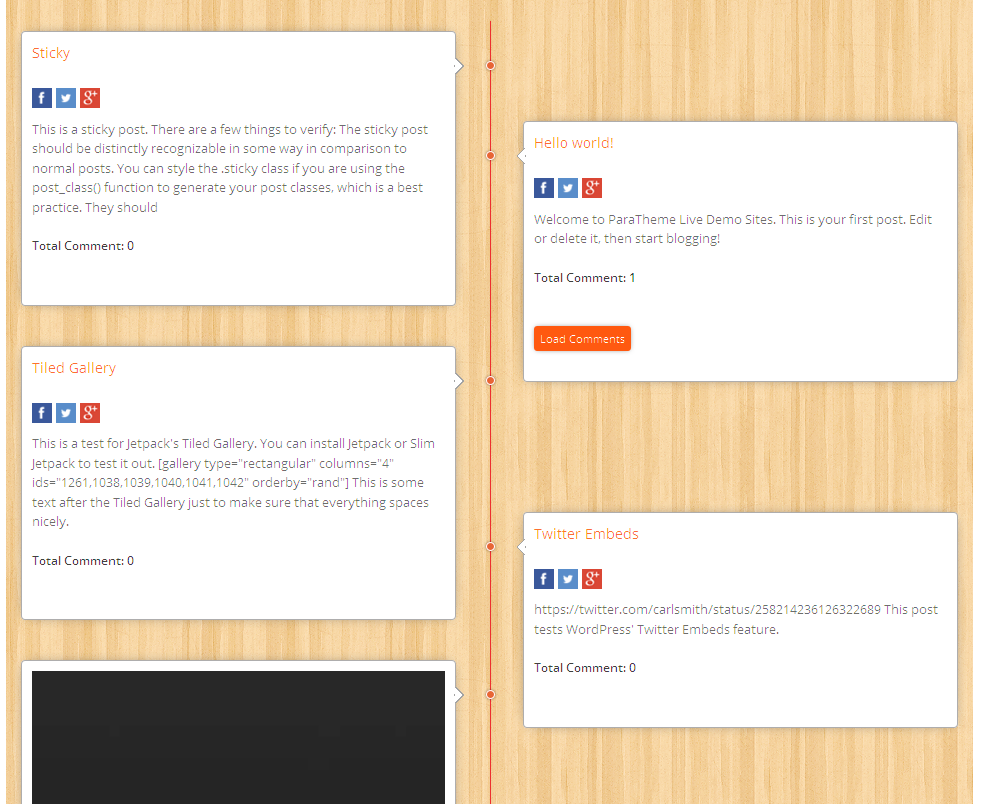 Sticky
This is a sticky post. There are a few things to verify: The sticky post
should be distinctly recognizable in some way in comparison to
normal posts. You can style the .sticky class if you are using the
post_class() function to generate your post classes, which is a best
practice. They should
Total Comment: 0
Hello world!
Welcome to ParaTheme Live Demo Sites. This is your first post. Edit
or delete it, then start blogging!
Total Comment: 1
Load Comments
Tiled Gallery
This is a test for Jetpack's Tiled Gallery. You can install Jetpack or Slim
Jetpack to test it out. [gallery type="rectangular" columns="4"
ids="1261,1038,1039,1040,1041,1042" orderby="rand"] This is some
text after the Tiled Gallery just to make sure that everything spaces
nicely.
Total Comment: 0
Twitter Embeds
https://twitter.com/carlsmith/status/258214236126322689 This post
tests WordPress' Twitter Embeds feature.
Total Comment: 0